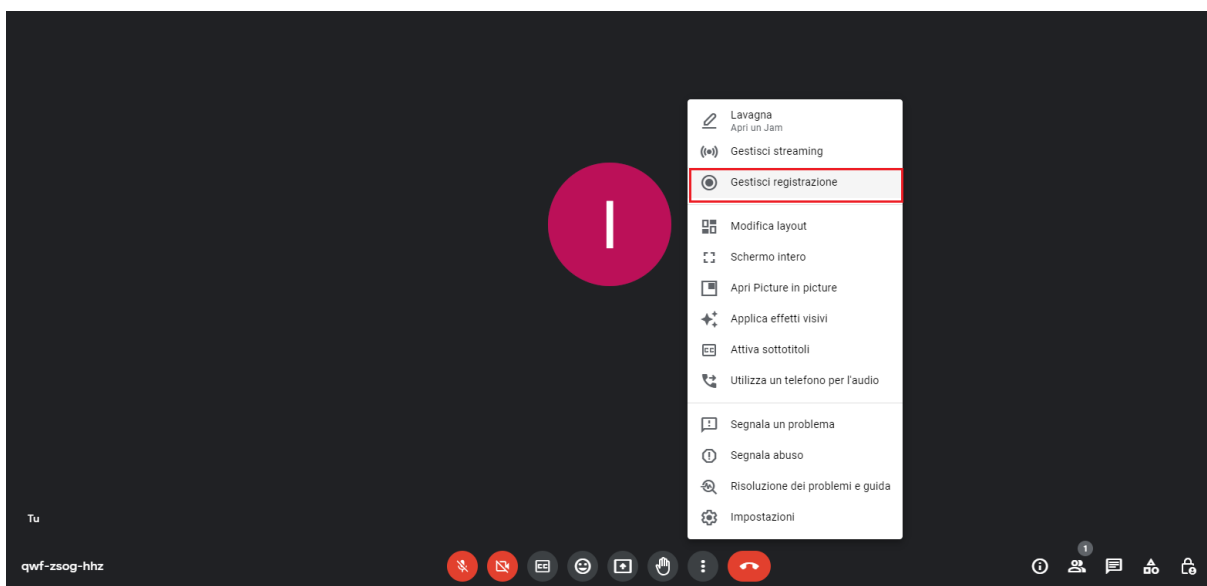 I
Lavagna
Apri un Jam
Gestisci streaming
Gestisci registrazione
Modifica layout
Schermo intero
Apri Picture in picture
Applica effetti visivi
CC
Attiva sottotitoli
Utilizza un telefono per l'audio
Segnala un problema
Segnala abuso
Risoluzione dei problemi e guida
Impostazioni
Tu
qwf-zsog-hhz
CC
1